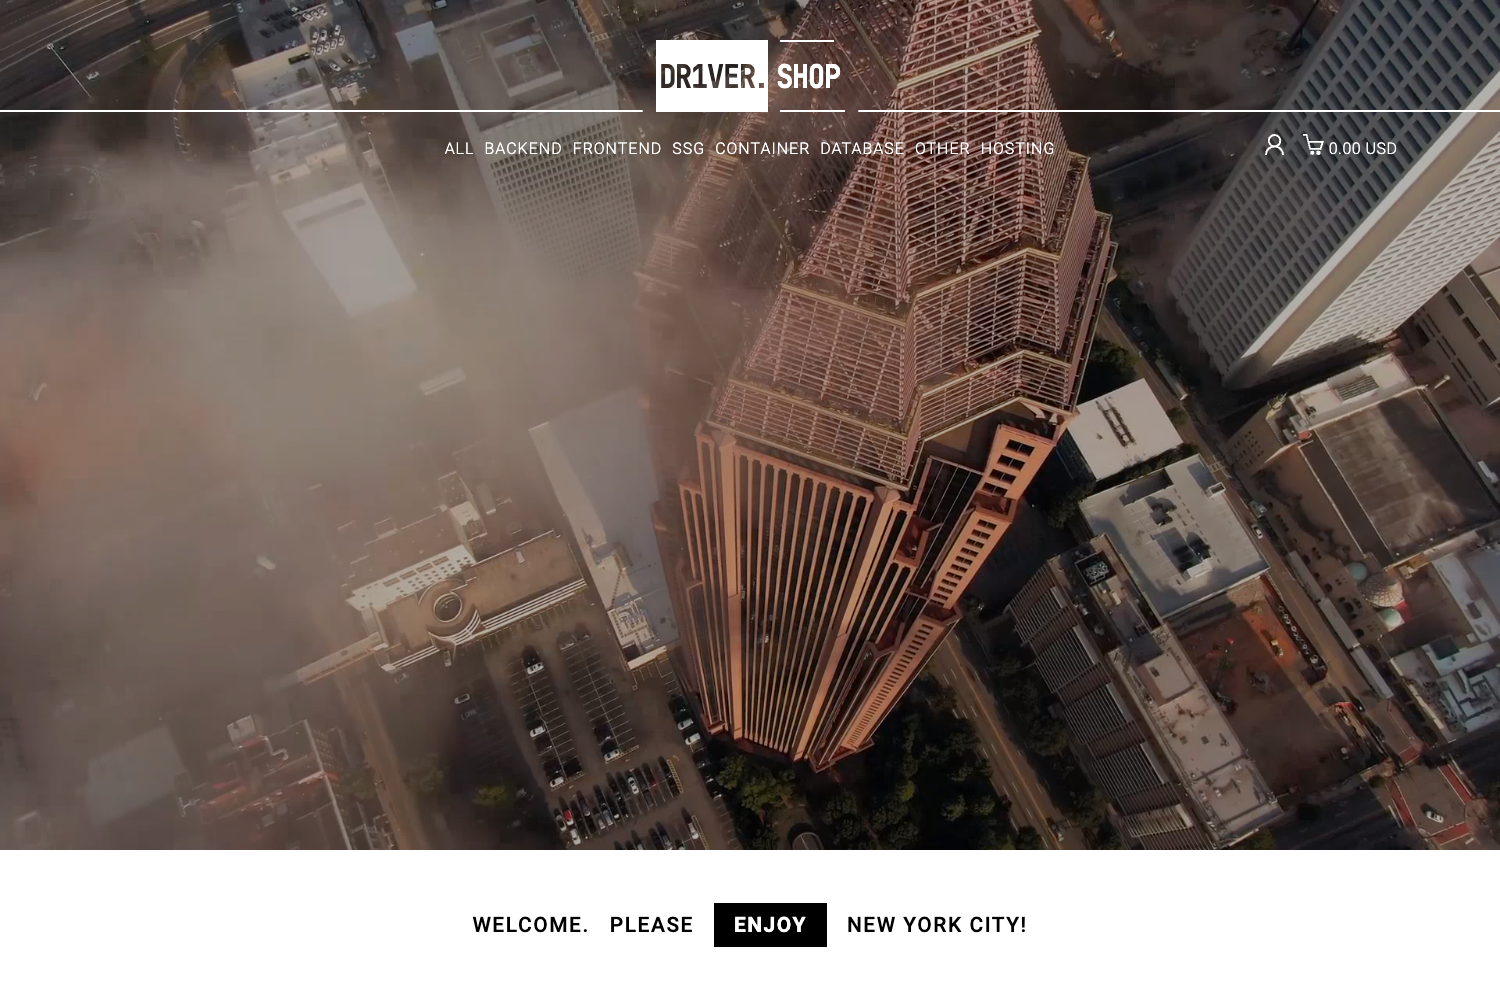 DR1VER. SHOP
ALL BACKEND FRONTEND SSG CONTAINER DATABASE OTHER HOSTING
0.00 USD
WELCOME. PLEASE ENJOY NEW YORK CITY!